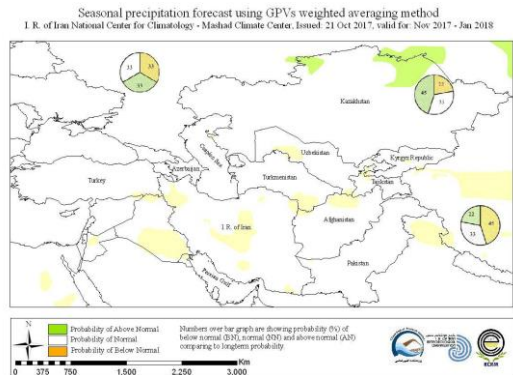 Seasonal precipitation forecast using GPVs weighted averaging method
I. R. of Iran National Center for Climatology - Mashad Climate Center, Issued: 21 Oct 2017, valid for: Nov 2017 - Jan 2018
33
33
33
45
31
Kazakhstan
Caspian Sea
Uzbekistan
Kyrgyz Republic
Azerbaijan
Turkey
Turkmenistan
Tajikistan
22
45
33
I. R. of Iran
Afghanistan
Pakistan
Persian Gulf
N
Probability of Above Normal
Probability of Normal
Probability of Below Normal
Numbers over bar graph are showing probability (%) of
below normal (BN), normal (NN) and above normal (AN)
comparing to longterm probability.
Km
0 375 750 1,500 2,250 3,000